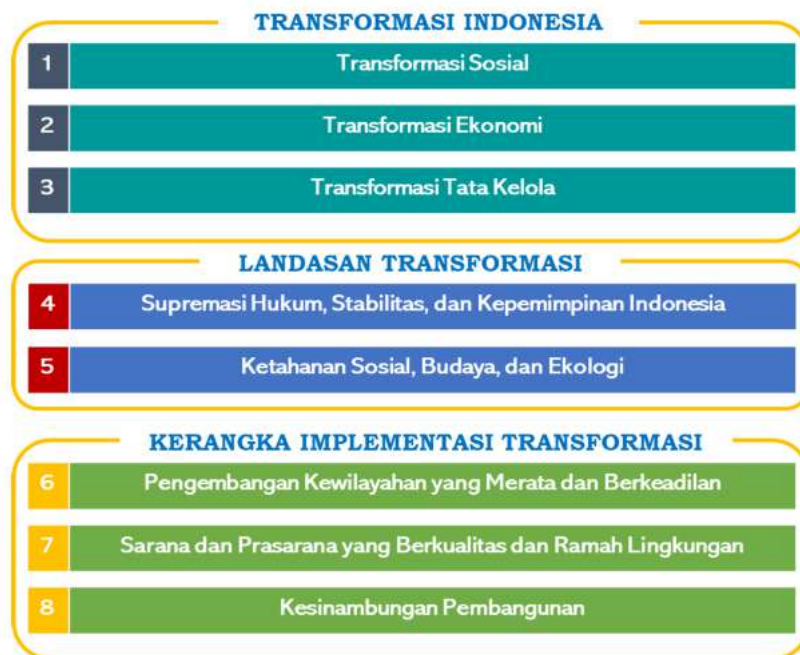 TRANSFORMASI INDONESIA
1 Transformasi Sosial
2 Transformasi Ekonomi
3 Transformasi Tata Kelola
LANDASAN TRANSFORMASI
4 Supremasi Hukum, Stabilitas, dan Kepemimpinan Indonesia
5 Ketahanan Sosial, Budaya, dan Ekologi
KERANGKA IMPLEMENTASI TRANSFORMASI
6 Pengembangan Kewilayahan yang Merata dan Berkeadilan
7 Sarana dan Prasarana yang Berkualitas dan Ramah Lingkungan
8 Kesinambungan Pembangunan